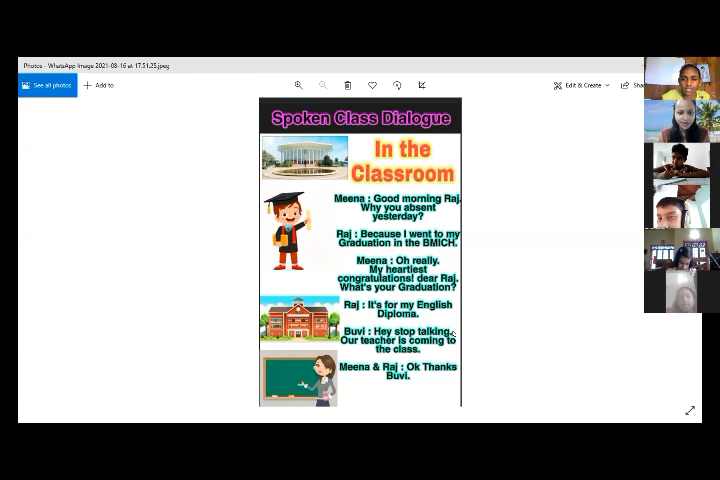 Photos - WhatsApp Image 2021-08-16 at 17.51.25.jpeg
See all photos
Add to
Edit & Create
Spoken Class Dialogue
In the
Classroom
Meena : Good morning Raj.
Why you absent
yesterday?
Raj : Because I went to my
Graduation in the BMICH.
Meena : Oh really.
My heartiest
congratulations! dear Raj.
What's your Graduation?
Raj : It's for my English
Diploma.
Buvi : Hey stop talking.
Our teacher is coming to
the class.
Meena & Raj : Ok Thanks
Buvi.